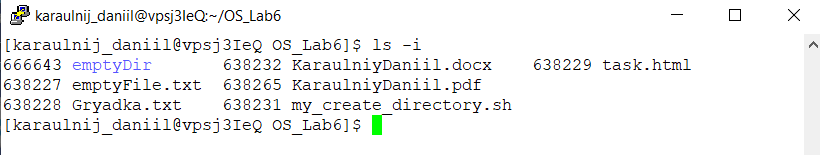 karaulnij_daniil@vpsj3IeQ:~/OS_Lab6
[karaulnij_daniil@vpsj3IeQ OS_Lab6]$ ls -i
666643 emptyDir 638232 KaraulniyDaniil.docx 638229 task.html
638227 emptyFile.txt 638265 KaraulniyDaniil.pdf
638228 Gryadka.txt 638231 my_create_directory.sh
[karaulnij_daniil@vpsj3IeQ OS_Lab6]$